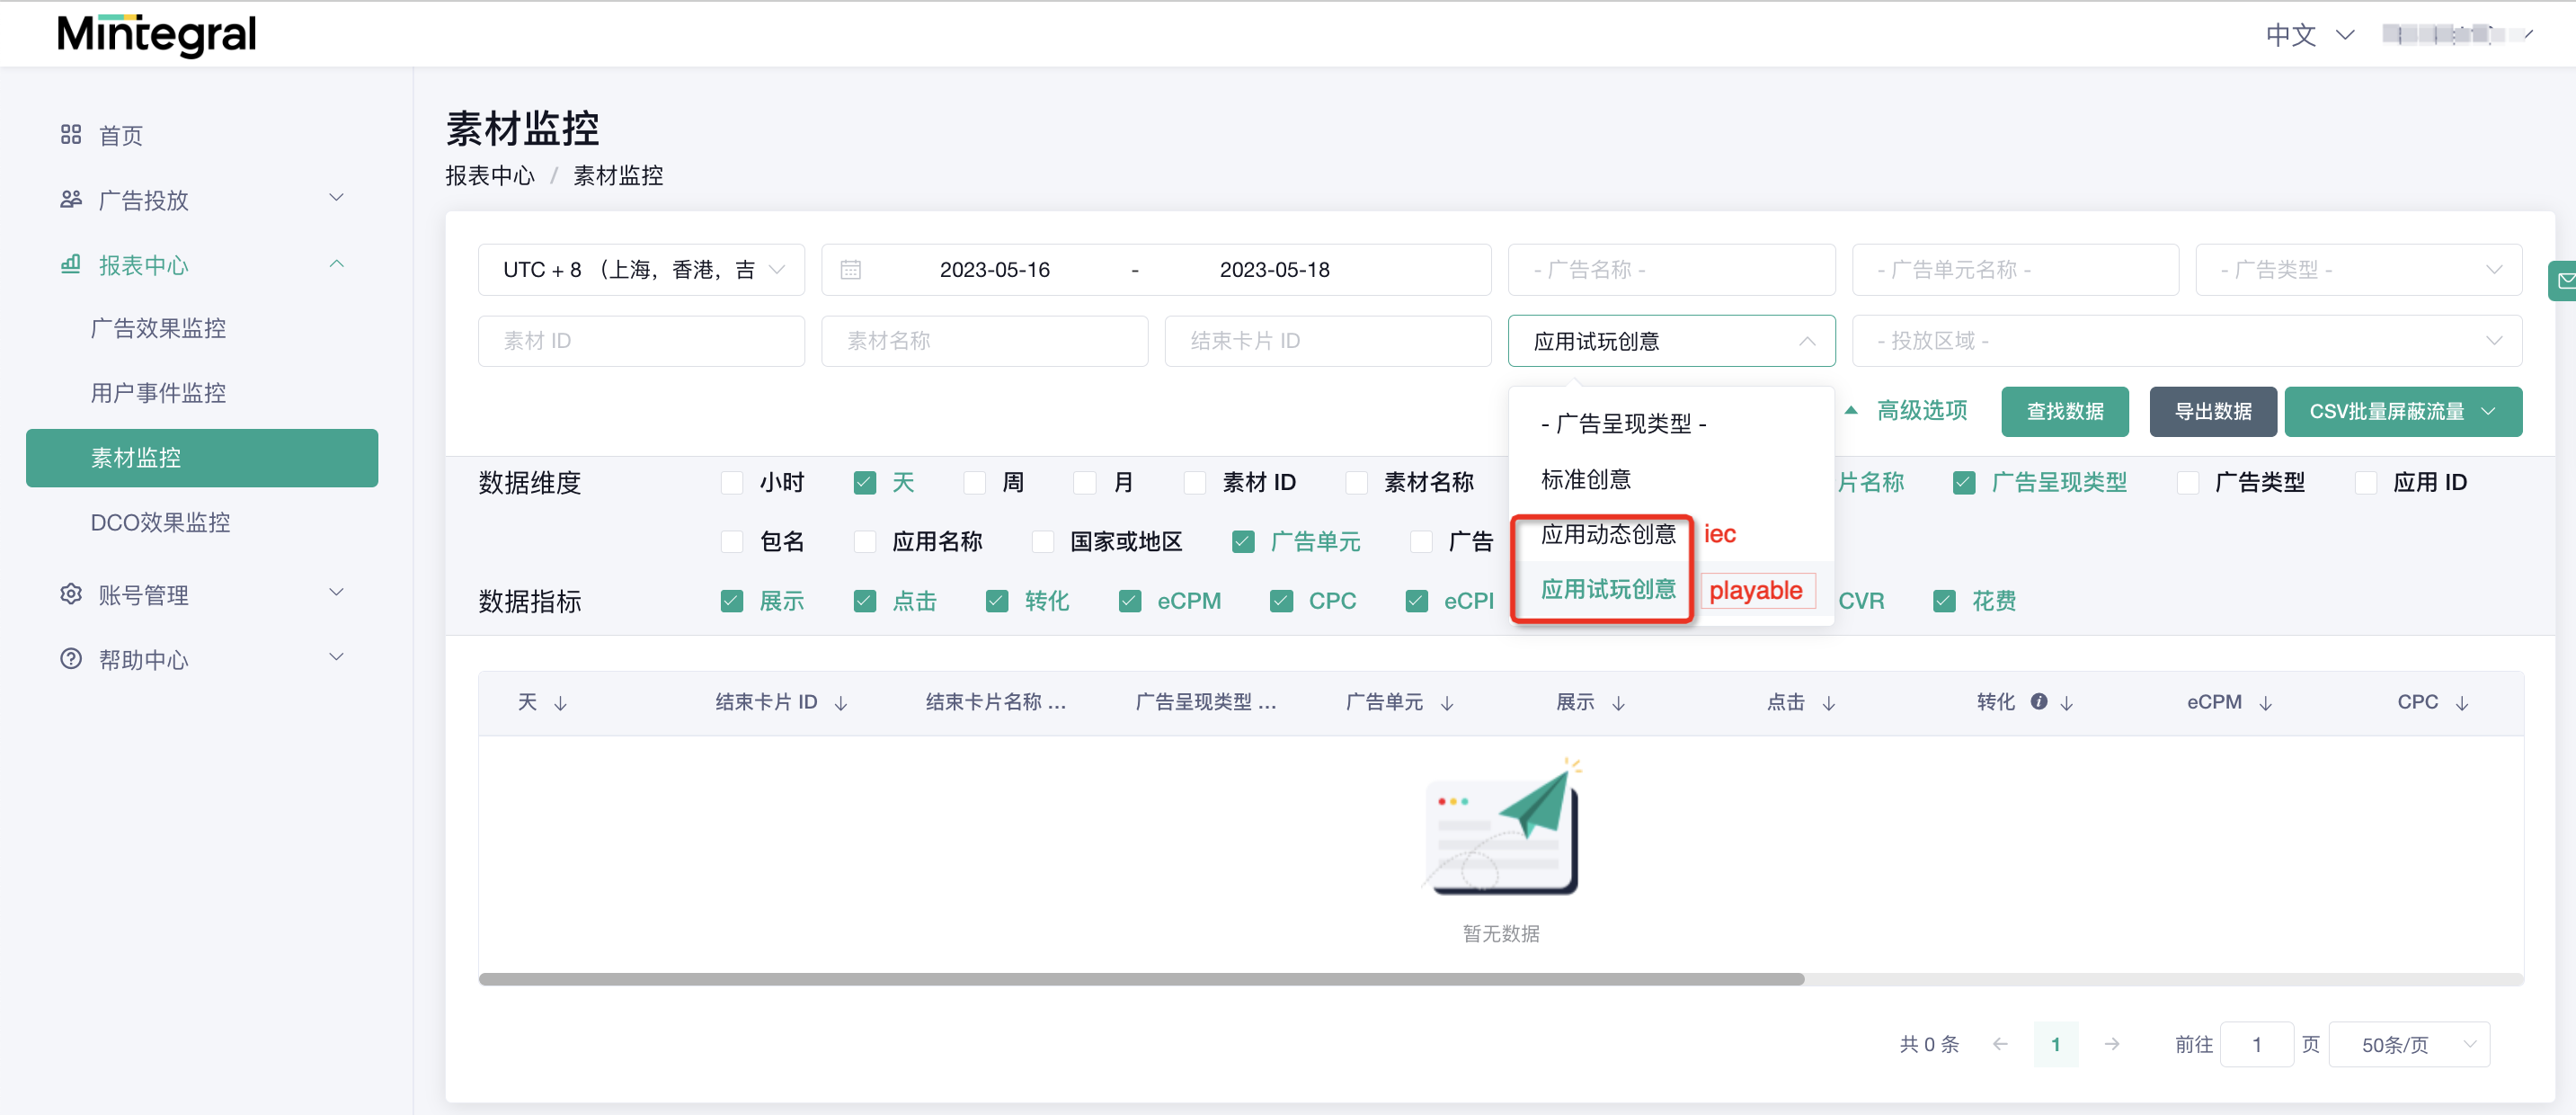 Mintegral
中文
首页
广告投放
报表中心
广告效果监控
用户事件监控
素材监控
DCO效果监控
账号管理
帮助中心
素材监控
报表中心 / 素材监控
UTC + 8 （上海，香港，吉
2023-05-16 - 2023-05-18
- 广告名称 -
- 广告单元名称 -
- 广告类型 -
素材 ID
素材名称
结束卡片 ID
应用试玩创意
- 投放区域 -
- 广告呈现类型 -
标准创意
应用动态创意 iec
应用试玩创意 playable
高级选项
查找数据
导出数据
CSV批量屏蔽流量
数据维度 小时 天 周 月 素材 ID 素材名称 片名称 广告呈现类型 广告类型 应用 ID
包名 应用名称 国家或地区 广告单元 广告
数据指标 展示 点击 转化 eCPM CPC eCPI CVR 花费
天 结束卡片 ID 结束卡片名称 ... 广告呈现类型 ... 广告单元 展示 点击 转化 eCPM CPC
暂无数据
共 0 条 1 前往 1 页 50条/页